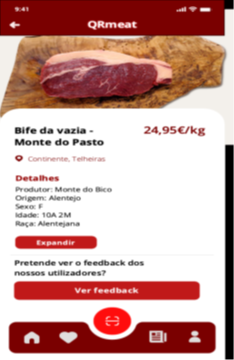 9:41
QRmeat
Bife da vazia -
Monte do Pasto
24,95€/kg
Continente, Telheiras
Detalhes
Produtor: Monte do Bico
Origem: Alentejo
Sexo: F
Idade: 10A 2M
Raça: Alentejana
Expandir
Pretende ver o feedback dos
nossos utilizadores?
Ver feedback